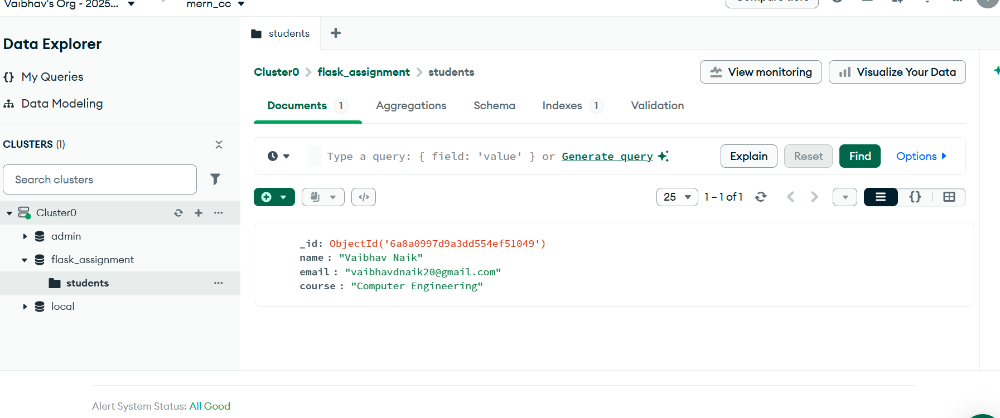 Vaibhav's Org - 2025...
mern_cc
Data Explorer
My Queries
Data Modeling
CLUSTERS (1)
Search clusters
Cluster0
admin
flask_assignment
students
local
students
Cluster0 > flask_assignment > students
View monitoring
Visualize Your Data
Documents 1
Aggregations
Schema
Indexes 1
Validation
Type a query: { field: 'value' } or Generate query
Explain
Reset
Find
Options
25
1 – 1 of 1
_id: ObjectId('6a8a0997d9a3dd554ef51049')
name : "Vaibhav Naik"
email : "vaibhavdnaik20@gmail.com"
course : "Computer Engineering"
Alert System Status: All Good